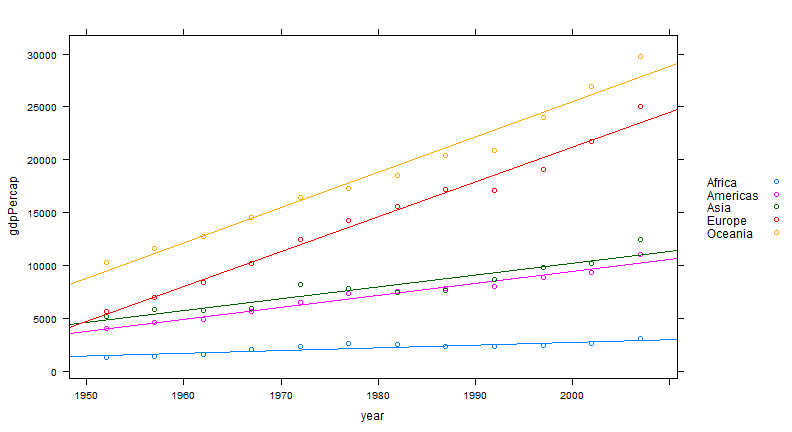 30000
25000
20000
15000
10000
5000
0
gdpPercap
1950 1960 1970 1980 1990 2000
year
Africa
Americas
Asia
Europe
Oceania